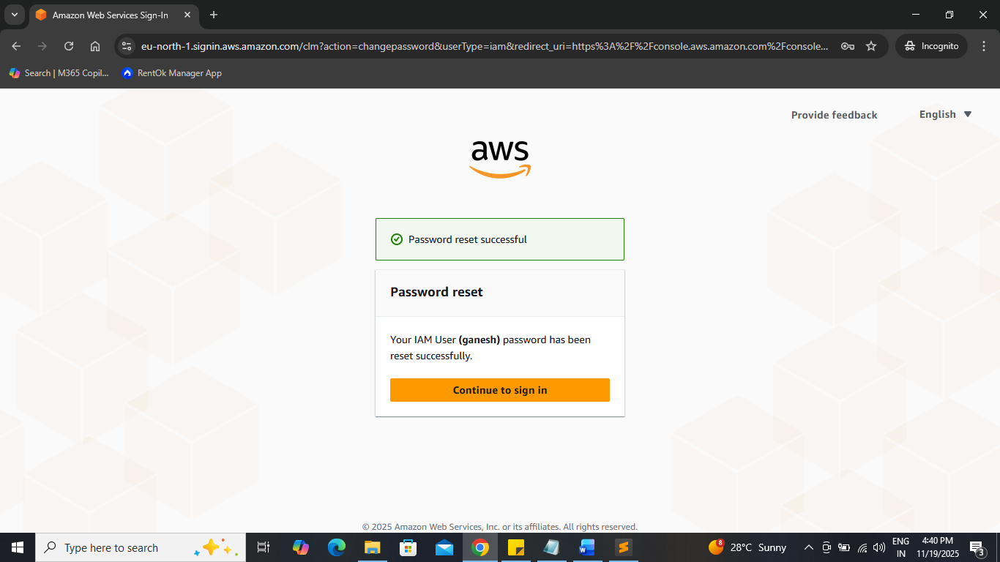 Amazon Web Services Sign-In
eu-north-1.signin.aws.amazon.com/clm?action=changepassword&userType=iam&redirect_uri=https%3A%2F%2Fconsole.aws.amazon.com%2Fconsole...
Incognito
Search | M365 Copil...
RentOk Manager App
Provide feedback
English
aws
Password reset successful
Password reset
Your IAM User (ganesh) password has been
reset successfully.
Continue to sign in
© 2025 Amazon Web Services, Inc. or its affiliates. All rights reserved.
Type here to search
8
28°C Sunny
ENG
IN
4:40 PM
11/19/2025
3